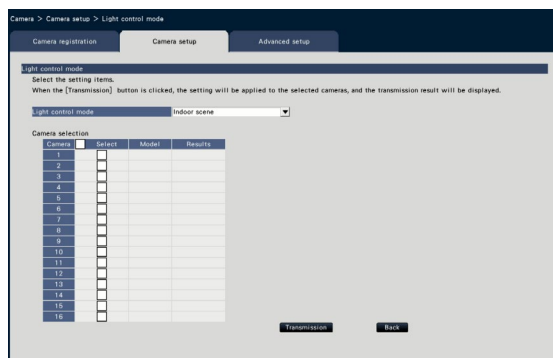 Camera > Camera setup > Light control mode
Camera registration
Camera setup
Advanced setup
Light control mode
Select the setting items.
When the [Transmission] button is clicked, the setting will be applied to the selected cameras, and the transmission result will be displayed.
Light control mode Indoor scene
Camera selection
Camera Select Model Results
1
2
3
4
5
6
7
8
9
10
11
12
13
14
15
16
Transmission Back